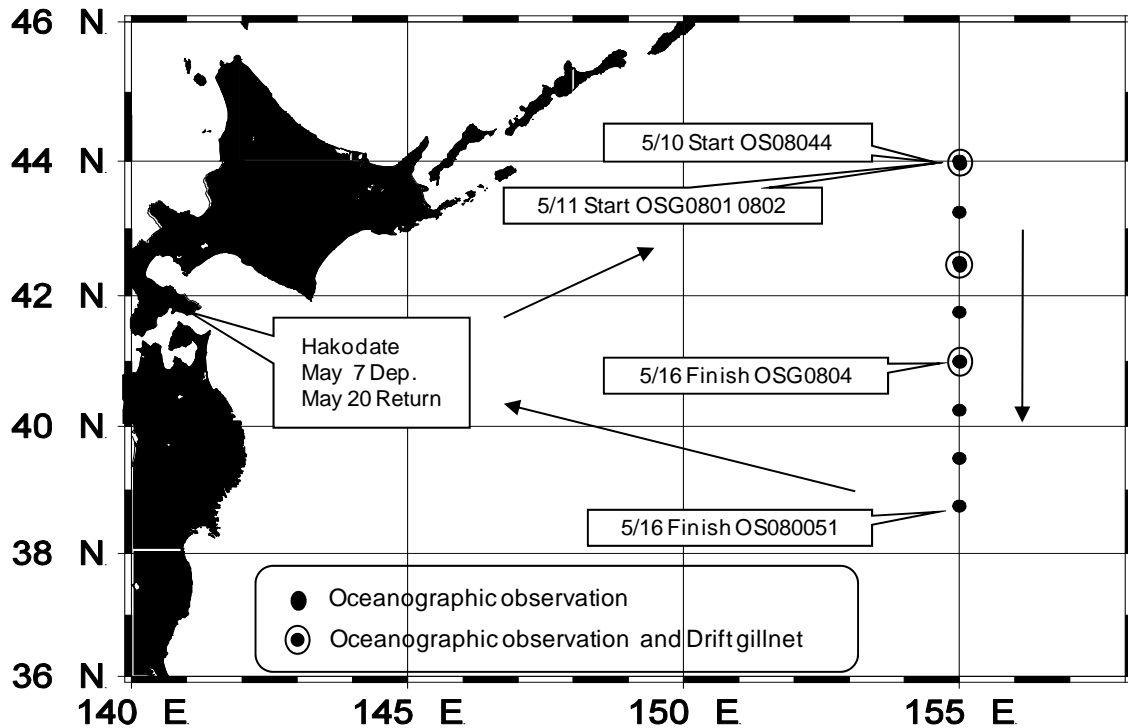 46 N
5/10 Start OS08044
44 N
5/11 Start OSG0801 0802
42 N
Hakodate
May 7 Dep.
May 20 Return
5/16 Finish OSG0804
40 N
5/16 Finish OS080051
38 N
Oceanographic observation
Oceanographic observation and Drift gillnet
36 N
140 E
145 E
150 E
155 E